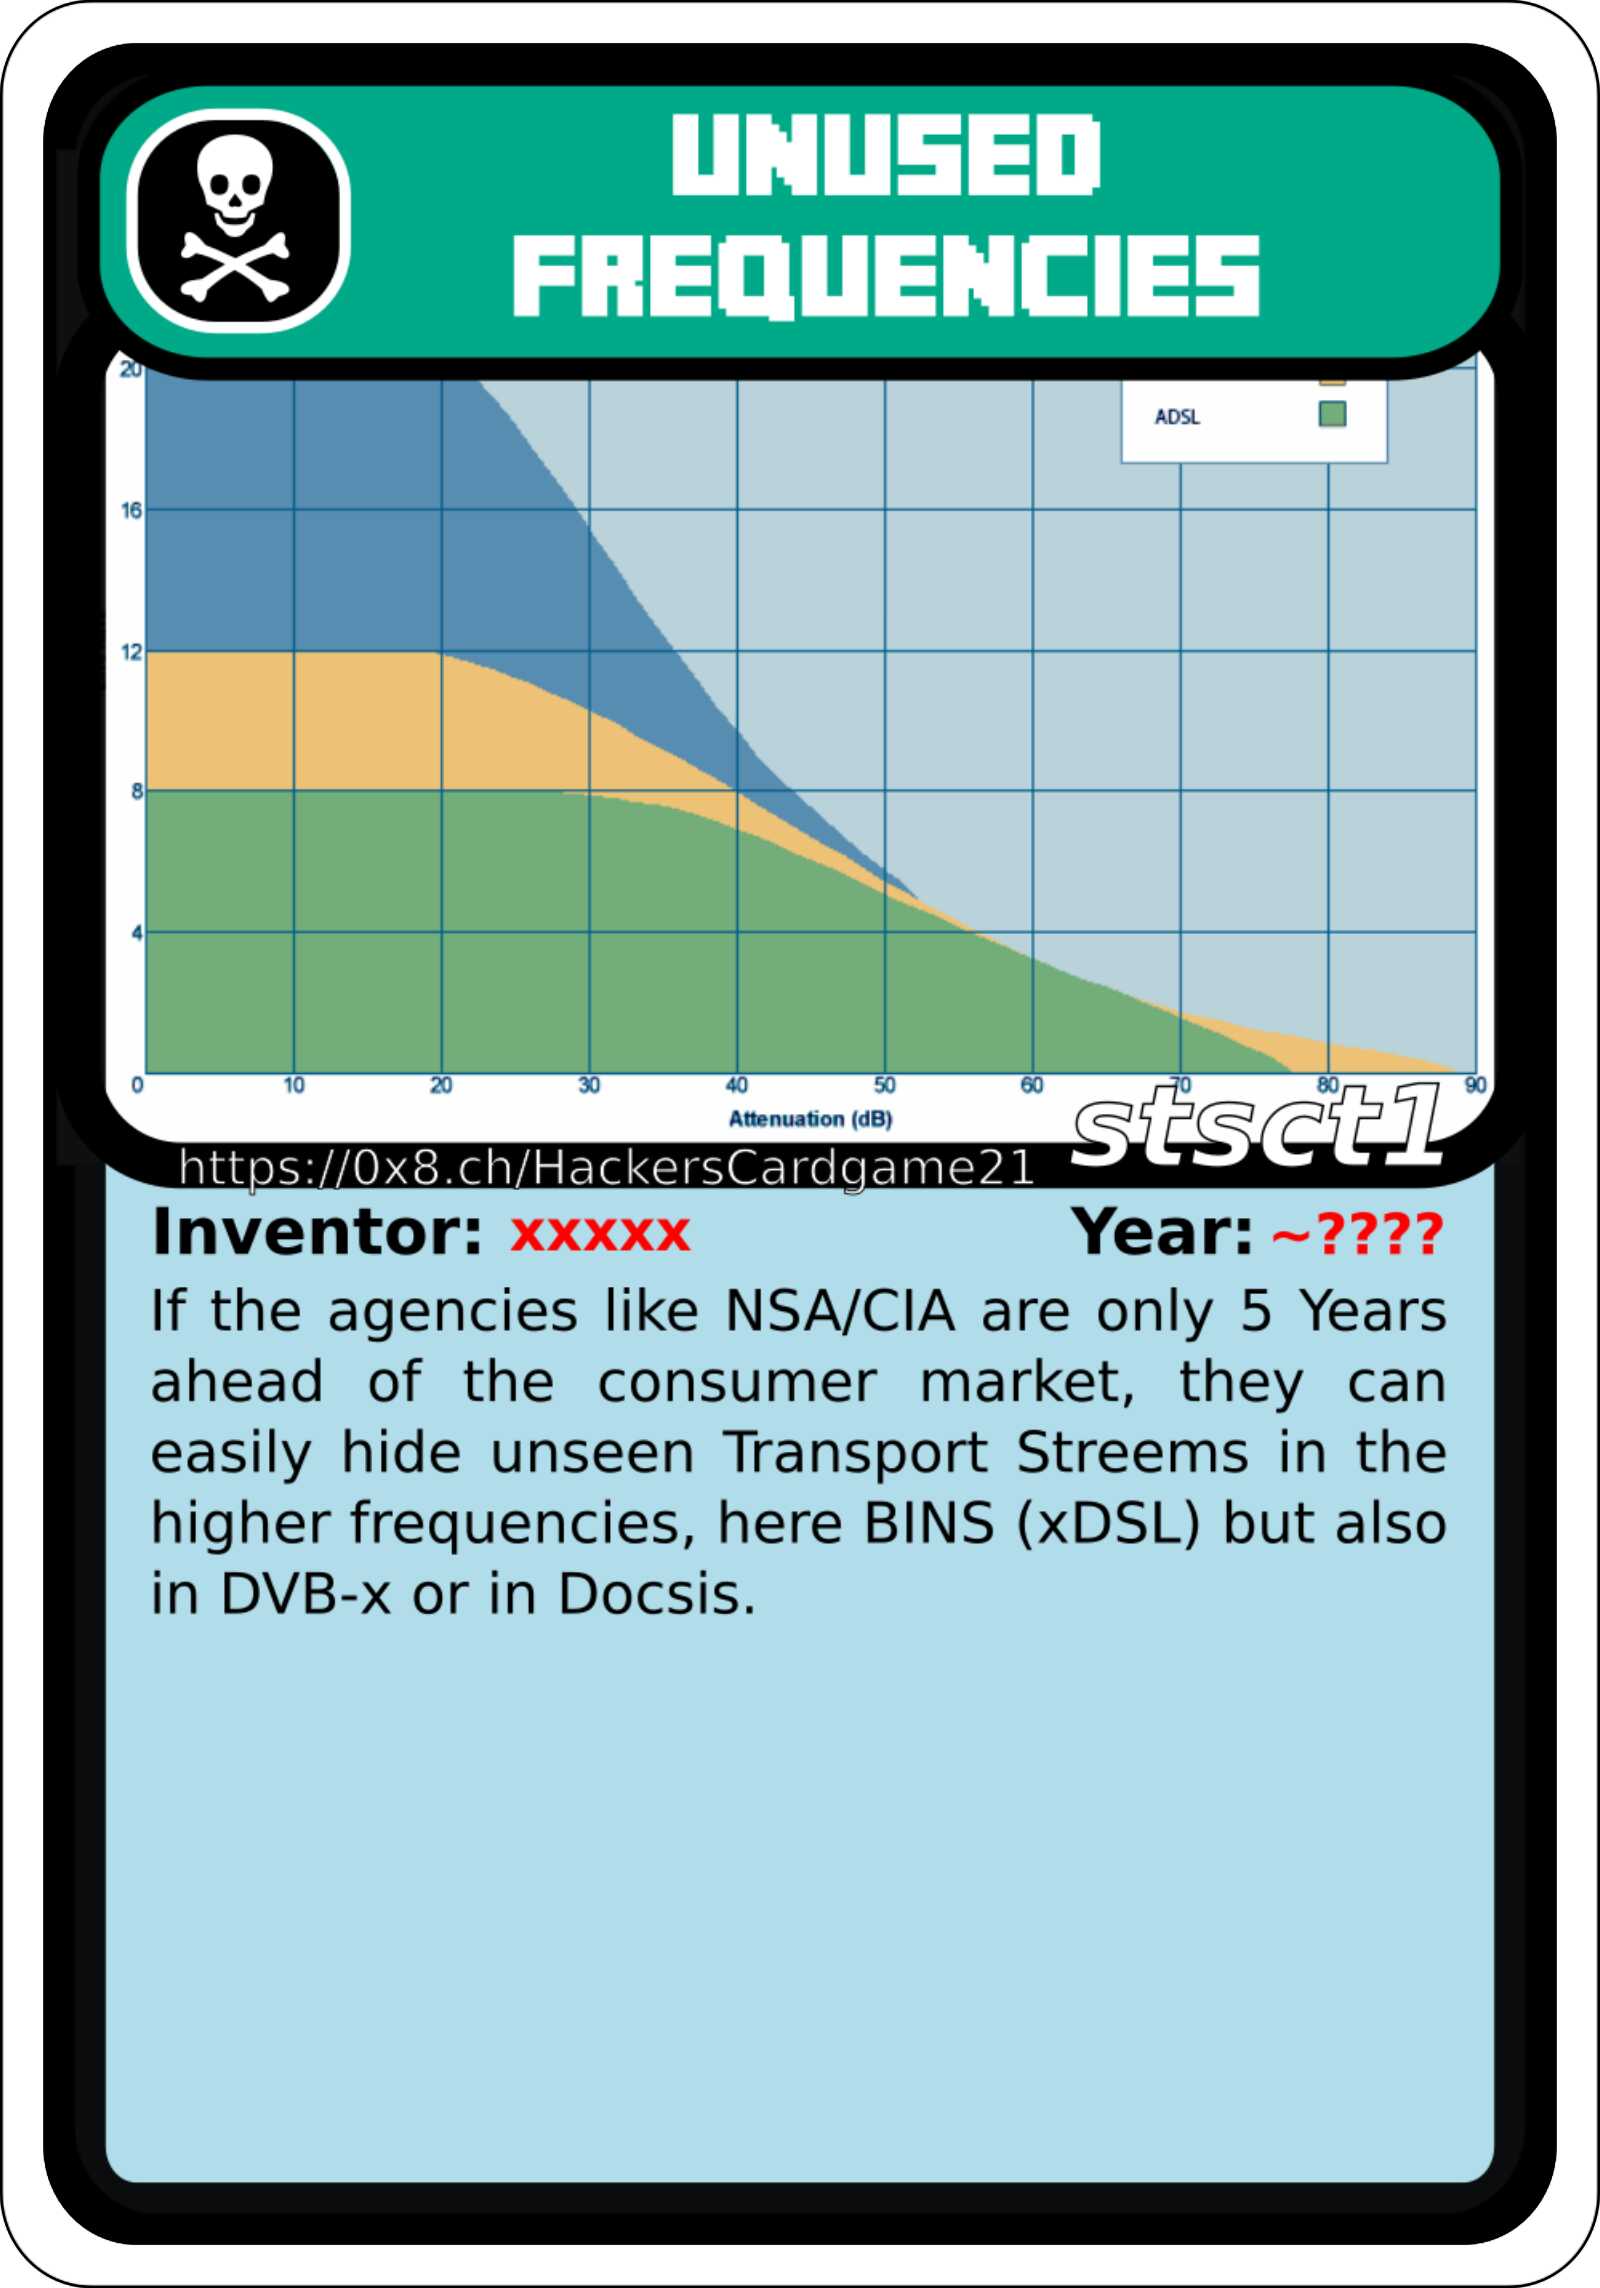 UNUSED
FREQUENCIES
20
ADSL
16
12
8
4
0 10 20 30 40 50 60 70 80 90
Attenuation (dB)
stsct1
https://0x8.ch/HackersCardgame21
Inventor: xxxxx Year: ~????
If the agencies like NSA/CIA are only 5 Years
ahead of the consumer market, they can
easily hide unseen Transport Streems in the
higher frequencies, here BINS (xDSL) but also
in DVB-x or in Docsis.